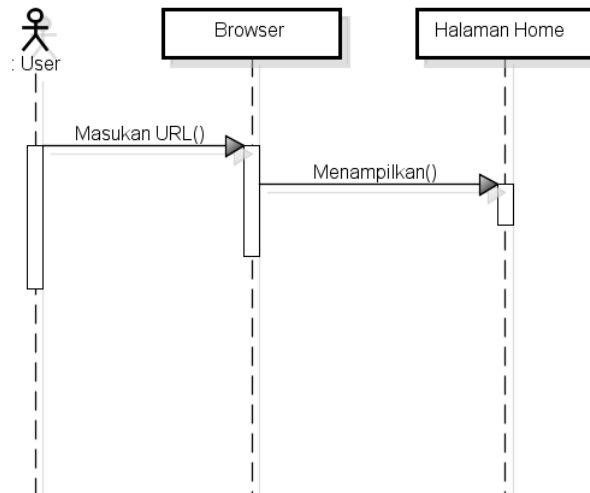 Browser
Halaman Home
: User
Masukan URL()
Menampilkan()